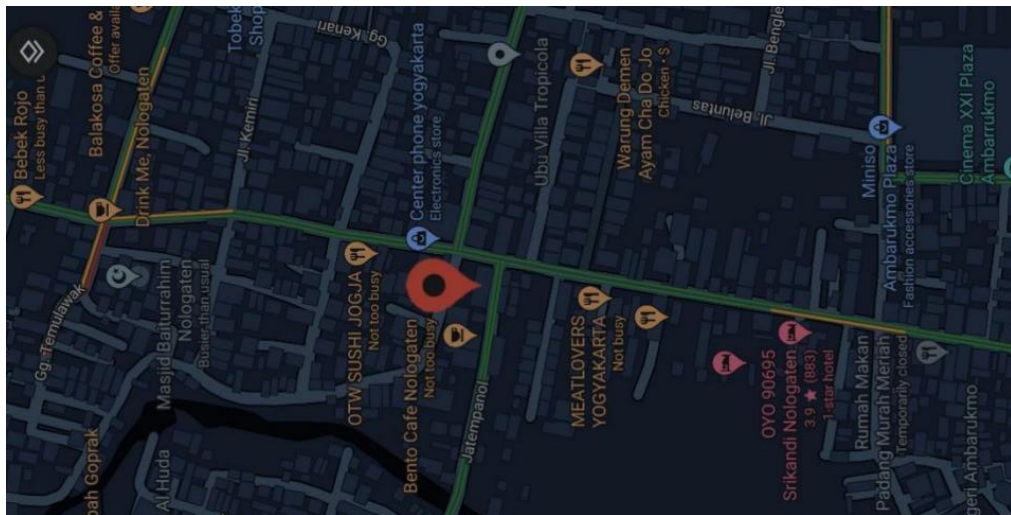 Bebek Rojo
Less busy than u
Balakosa Coffee &
Offer availa
Drink Me, Nologaten
Gg. Temulawak
Goprak
Masjid Baiturrahim
Nologaten
Busier than usual
Al Huda
Tobek
Shop
Jl. Kemiri
Gg. Kenari
OTW SUSHI JOGJA
Not too busy
Center phone yogyakarta
Electronics store
Bento Cafe Nologaten
Not too busy
Jatempanol
Ubu Villa Tropicola
MEATLOVERS
YOGYAKARTA
Not busy
Warung Demen
Ayam Cha Do Jo
Chicken • $
Jl. Beluntas
Jl. Bengle
OYO 90695
Srikandi Nologaten
3.9 ★ (883)
1-star hotel
Miniso
Ambarukmo Plaza
Fashion accessories store
Rumah Makan
Padang Murah Meriah
Temporarily closed
Cinema XXI Plaza
Ambarrukmo
geri Ambarukmo